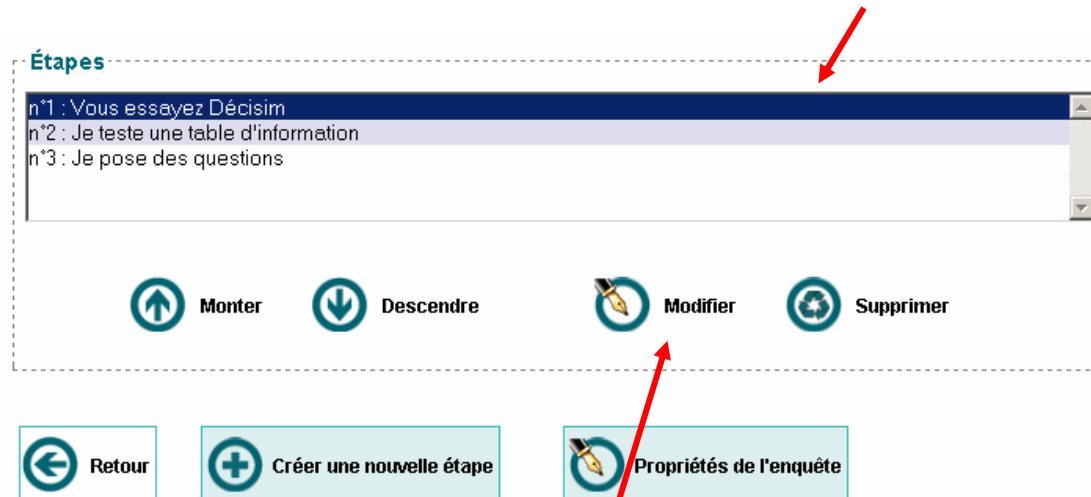 Étapes
n°1 : Vous essayez Décisim
n°2 : Je teste une table d'information
n°3 : Je pose des questions
Monter Descendre Modifier Supprimer
Retour Créer une nouvelle étape Propriétés de l'enquête